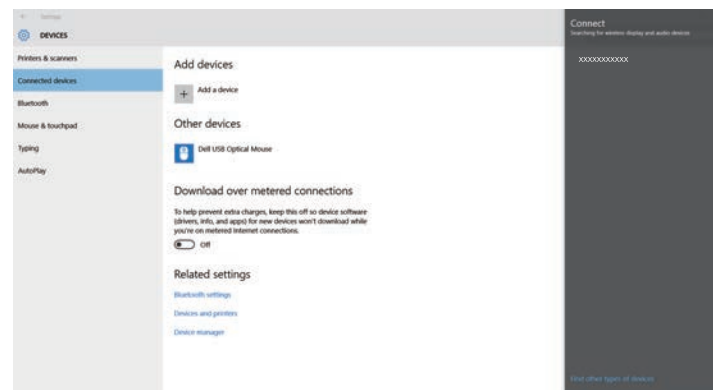 Settings
DEVICES
Printers & scanners
Connected devices
Bluetooth
Mouse & touchpad
Typing
AutoPlay
Add devices
+ Add a device
Other devices
Dell USB Optical Mouse
Download over metered connections
To help prevent extra charges, keep this off so device software
(drivers, info, and apps) for new devices won't download while
you're on metered Internet connections.
Off
Related settings
Bluetooth settings
Devices and printers
Device manager
Connect
Searching for wireless display and audio devices
xxxxxxxxxxx
Find other types of devices